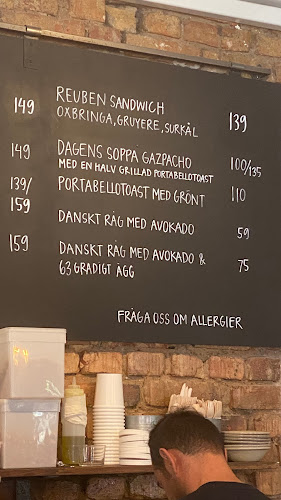 149 REUBEN SANDWICH 139
OXBRINGA, GRUYERE, SURKÅL
149 DAGENS SOPPA GAZPACHO 100/135
MED EN HALV GRILLAD PORTABELLOTOAST
139/ PORTABELLOTOAST MED GRÖNT 110
159
DANSKT RÅG MED AVOKADO 59
159 DANSKT RÅG MED AVOKADO & 75
63 GRADIGT ÄGG
FRÅGA OSS OM ALLERGIER